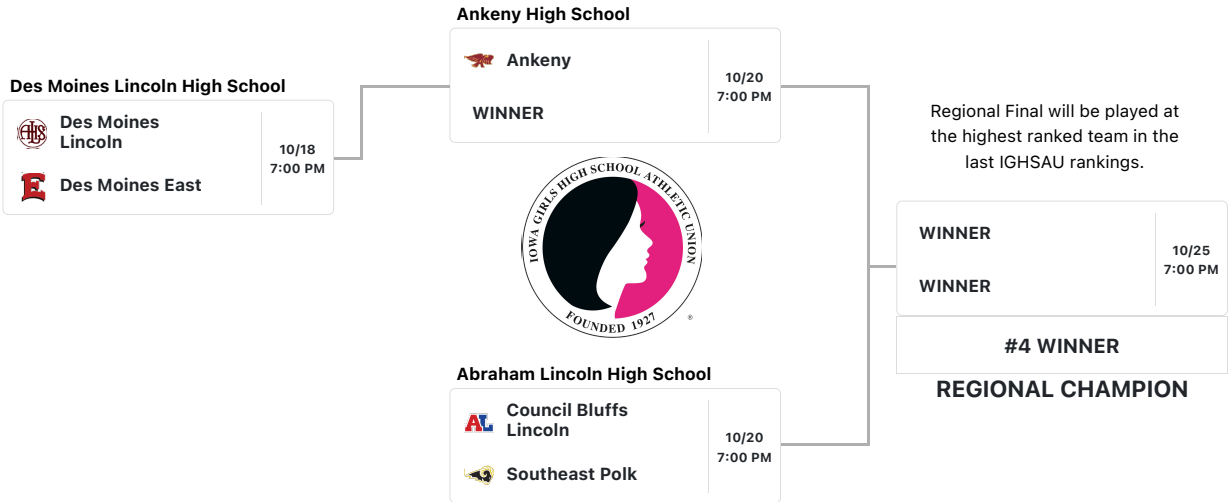 Ankeny High School
Ankeny
WINNER
10/20
7:00 PM
Des Moines Lincoln High School
Des Moines
Lincoln
Des Moines East
10/18
7:00 PM
Regional Final will be played at
the highest ranked team in the
last IGHSAU rankings.
IOWA GIRLS HIGH SCHOOL ATHLETIC UNION
FOUNDED 1927
®
WINNER
WINNER
10/25
7:00 PM
#4 WINNER
REGIONAL CHAMPION
Abraham Lincoln High School
AL
Council Bluffs
Lincoln
Southeast Polk
10/20
7:00 PM
E